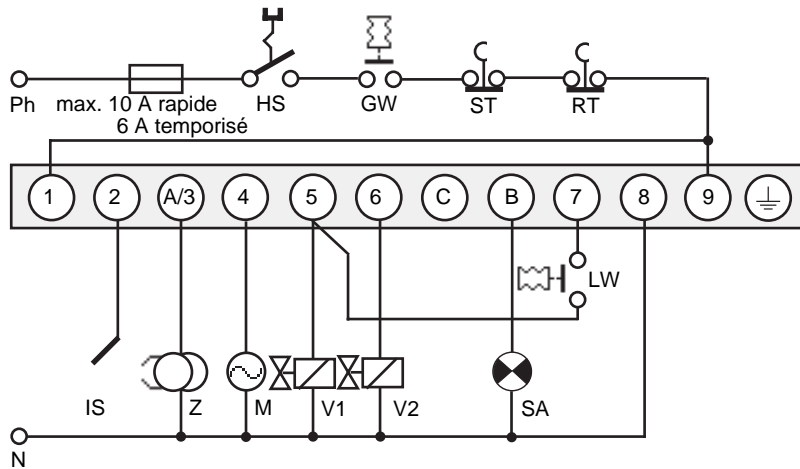 Ph
max. 10 A rapide
6 A temporisé
HS
GW
ST
RT
1 2 A/3 4 5 6 C B 7 8 9
LW
IS Z M V1 V2 SA
N